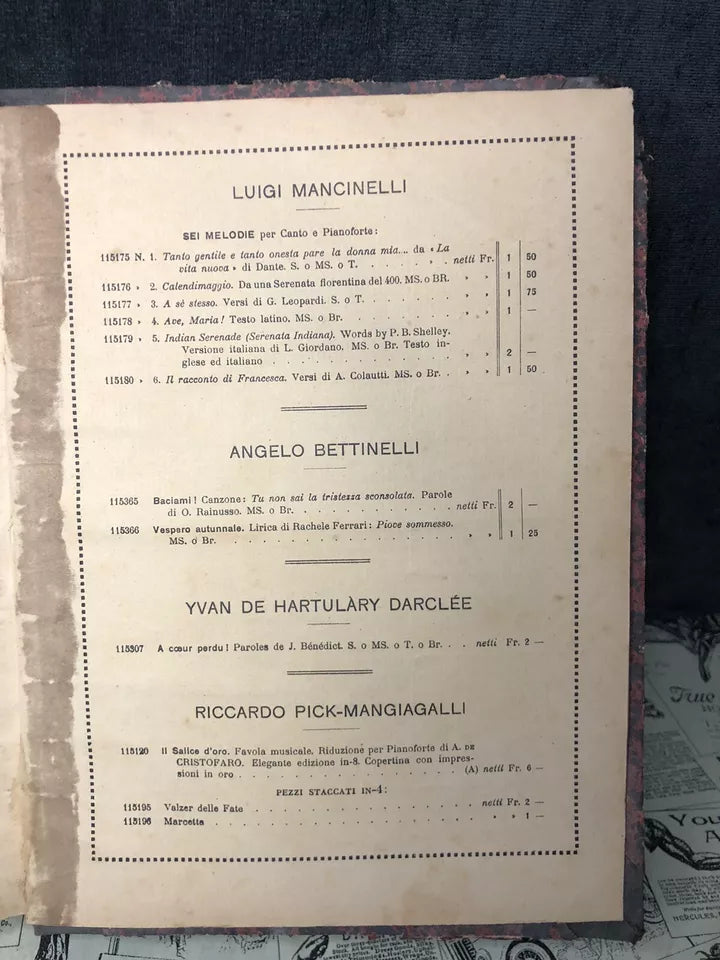 LUIGI MANCINELLI
SEI MELODIE per Canto e Pianoforte:
115175 N. 1. Tanto gentile e tanto onesta pare la donna mia... da «La
vita nuova» di Dante. S. o MS. o T. . . . . . . netti Fr. 1 50
115176 » 2. Calendimaggio. Da una Serenata fiorentina del 400. MS. o BR. » » 1 50
115177 » 3. A sè stesso. Versi di G. Leopardi. S. o T. . . . . . . » » 1 75
115178 » 4. Ave, Maria! Testo latino. MS. o Br. . . . . . . . » » 1 —
115179 » 5. Indian Serenade (Serenata Indiana). Words by P. B. Shelley.
Versione italiana di L. Giordano. MS. o Br. Testo in-
glese ed italiano . . . . . . . . . . . . » » 2 —
115180 » 6. Il racconto di Francesca. Versi di A. Colautti. MS. o Br. . » » 1 50
ANGELO BETTINELLI
115365 Baciami! Canzone: Tu non sai la tristezza sconsolata. Parole
di O. Rainusso. MS. o Br. . . . . . . . . . . netti Fr. 2 —
115366 Vespero autunnale. Lirica di Rachele Ferrari: Piove sommesso.
MS. o Br. . . . . . . . . . . . . . . . » » 1 25
YVAN DE HARTULÀRY DARCLÉE
115307 A cœur perdu! Paroles de J. Bénédict. S. o MS. o T. o Br. . . netti Fr. 2 —
RICCARDO PICK-MANGIAGALLI
115120 Il Salice d'oro. Favola musicale. Riduzione per Pianoforte di A. DE
CRISTOFARO. Elegante edizione in-8. Copertina con impres-
sioni in oro . . . . . . . . . . . . . . (A) netti Fr. 6 —
PEZZI STACCATI IN-4:
115195 Valzer delle Fate . . . . . . . . . . . . . netti Fr. 2 —
115196 Marcetta . . . . . . . . . . . . . . . . » » 1 —
True
YOU
A
HERCULES